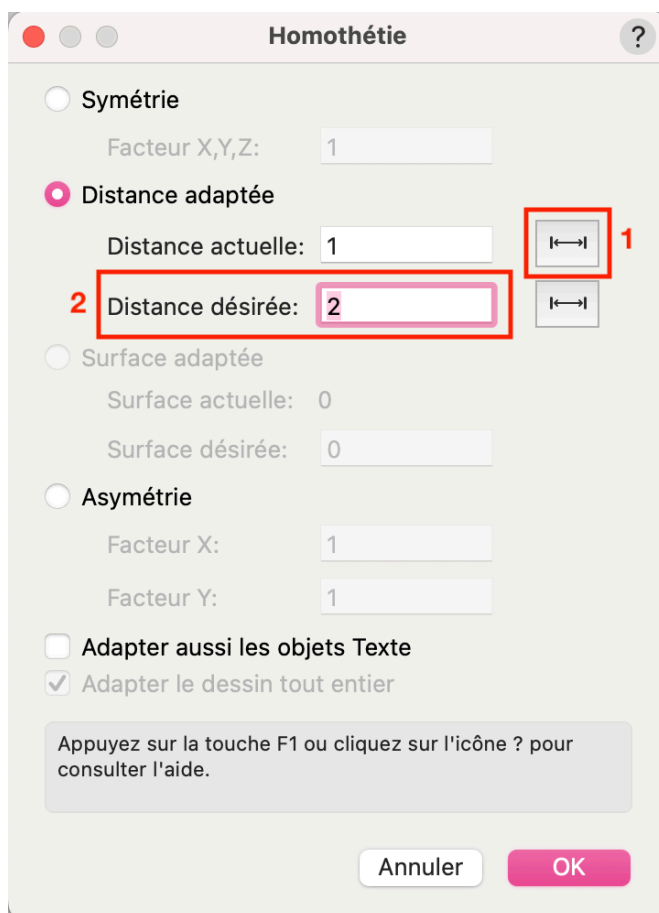 Homothétie
?
Symétrie
Facteur X,Y,Z: 1
Distance adaptée
Distance actuelle: 1
1
2
Distance désirée: 2
Surface adaptée
Surface actuelle: 0
Surface désirée: 0
Asymétrie
Facteur X: 1
Facteur Y: 1
Adapter aussi les objets Texte
Adapter le dessin tout entier
Appuyez sur la touche F1 ou cliquez sur l'icône ? pour
consulter l'aide.
Annuler
OK